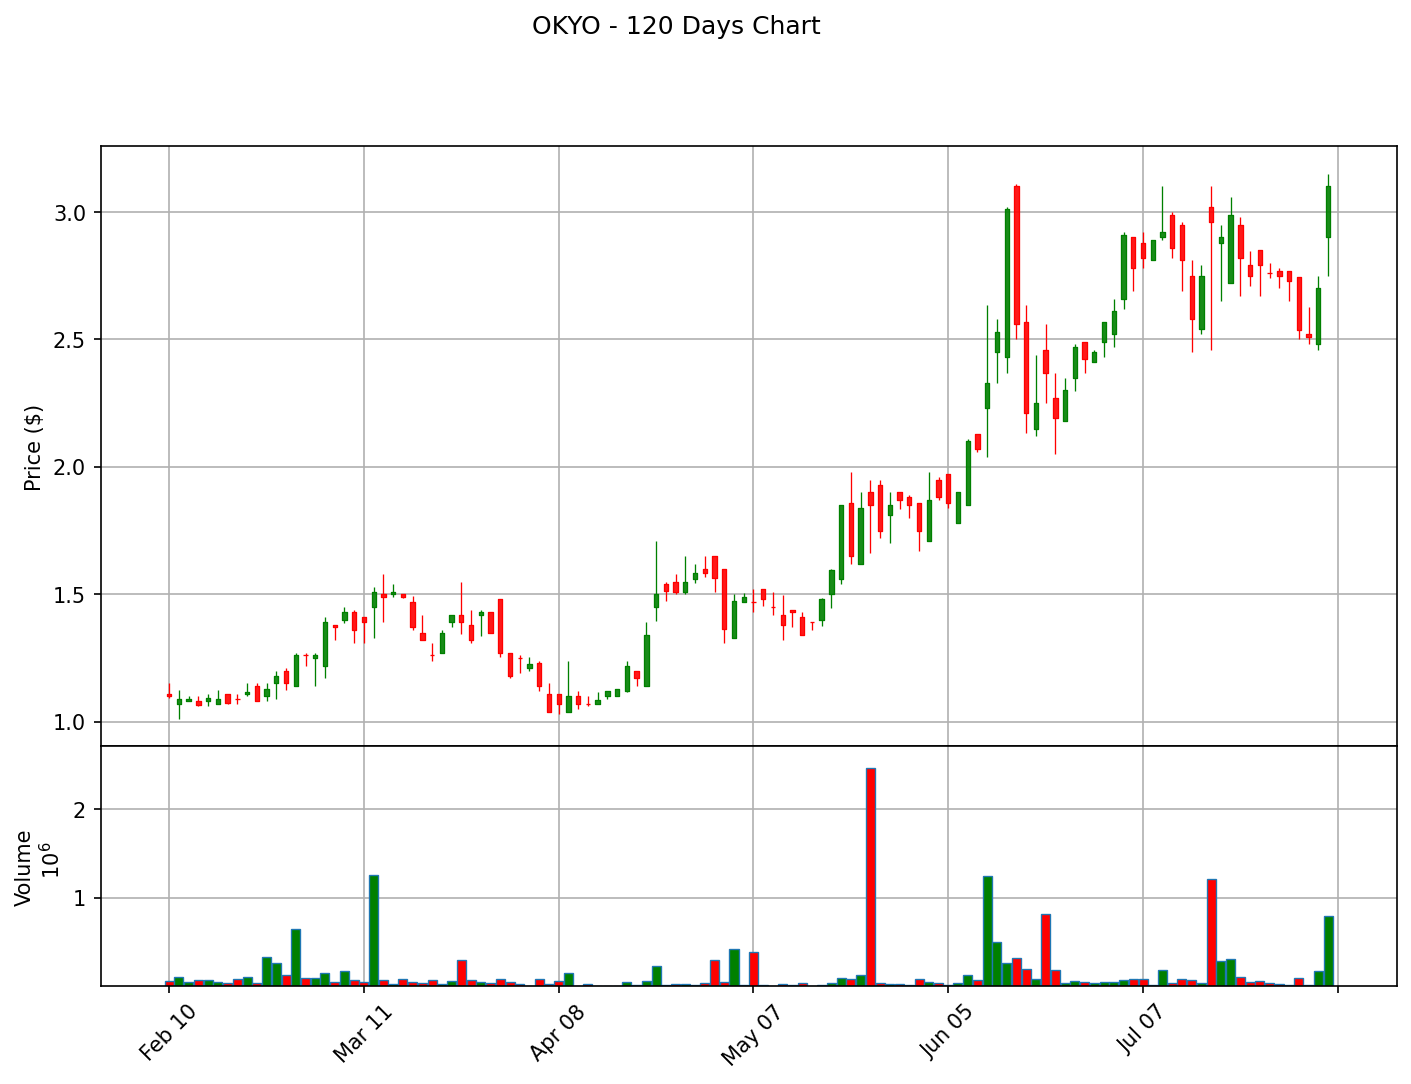 OKYO - 120 Days Chart
Price ($)
3.0
2.5
2.0
1.5
1.0
Volume
10⁶
2
1
Feb 10
Mar 11
Apr 08
May 07
Jun 05
Jul 07